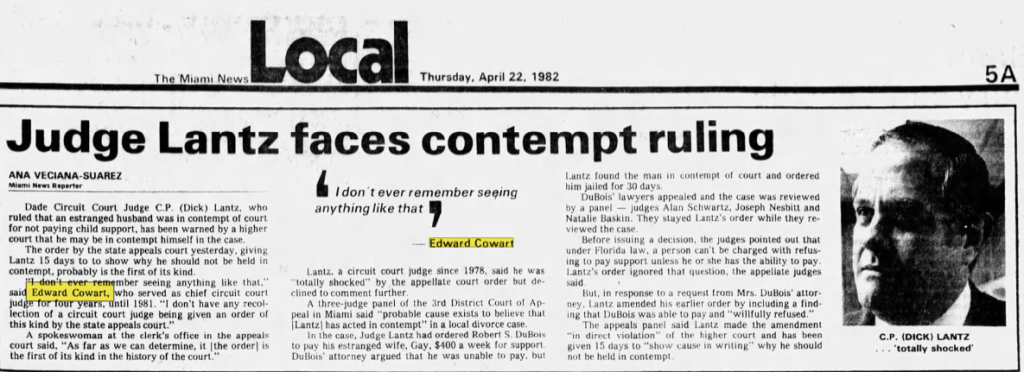 The Miami News
Local
Thursday, April 22, 1982
5A
Judge Lantz faces contempt ruling
ANA VECIANA-SUAREZ
Miami News Reporter
Dade Circuit Court Judge C.P. (Dick) Lantz, who
ruled that an estranged husband was in contempt of court
for not paying child support, has been warned by a higher
court that he may be in contempt himself in the case.
The order by the state appeals court yesterday, giving
Lantz 15 days to to show why he should not be held in
contempt, probably is the first of its kind.
"I don't ever remember seeing anything like that,"
said Edward Cowart, who served as chief circuit court
judge for four years, until 1981. "I don't have any recol-
lection of a circuit court judge being given an order of
this kind by the state appeals court."
A spokeswoman at the clerk's office in the appeals
court said, "As far as we can determine, it [the order] is
the first of its kind in the history of the court."
❛ I don't ever remember seeing
anything like that ❜
— Edward Cowart
Lantz, a circuit court judge since 1978, said he was
"totally shocked" by the appellate court order but de-
clined to comment further.
A three-judge panel of the 3rd District Court of Ap-
peal in Miami said "probable cause exists to believe that
[Lantz] has acted in contempt" in a local divorce case.
In the case, Judge Lantz had ordered Robert S. DuBois
to pay his estranged wife, Gay, $400 a week for support.
DuBois' attorney argued that he was unable to pay, but
Lantz found the man in contempt of court and ordered
him jailed for 30 days.
DuBois' lawyers appealed and the case was reviewed
by a panel — judges Alan Schwartz, Joseph Nesbitt and
Natalie Baskin. They stayed Lantz's order while they re-
viewed the case.
Before issuing a decision, the judges pointed out that
under Florida law, a person can't be charged with refus-
ing to pay support unless he or she has the ability to pay.
Lantz's order ignored that question, the appellate judges
said.
But, in response to a request from Mrs. DuBois' attor-
ney, Lantz amended his earlier order by including a find-
ing that DuBois was able to pay and "willfully refused."
The appeals panel said Lantz made the amendment
"in direct violation" of the higher court and has been
given 15 days to "show cause in writing" why he should
not be held in contempt.
C.P. (DICK) LANTZ
. . . 'totally shocked'